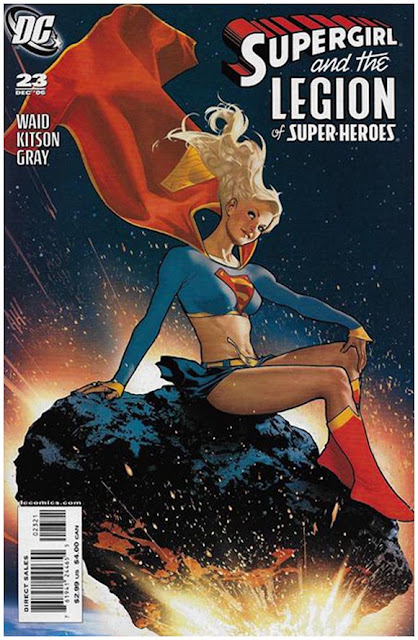 DC
23
DEC '06
WAID
KITSON
GRAY
SUPERGIRL
and the
LEGION
of SUPER-HEROES
dccomics.com
02321
DIRECT SALES
$2.99 US $4.00 CAN